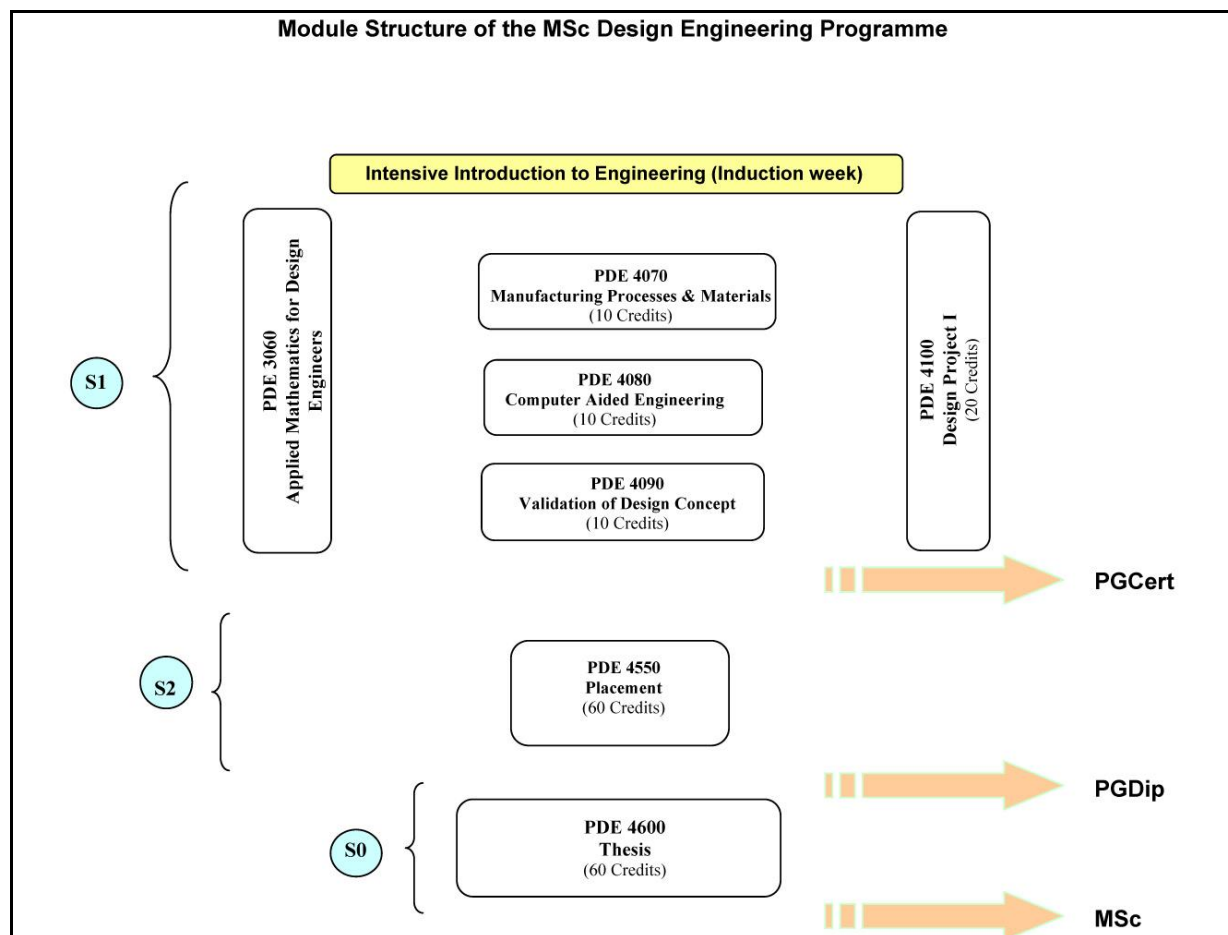 Module Structure of the MSc Design Engineering Programme
Intensive Introduction to Engineering (Induction week)
S1
PDE 3060
Applied Mathematics for Design
Engineers
PDE 4070
Manufacturing Processes & Materials
(10 Credits)
PDE 4080
Computer Aided Engineering
(10 Credits)
PDE 4090
Validation of Design Concept
(10 Credits)
PDE 4100
Design Project I
(20 Credits)
PGCert
S2
PDE 4550
Placement
(60 Credits)
PGDip
S0
PDE 4600
Thesis
(60 Credits)
MSc